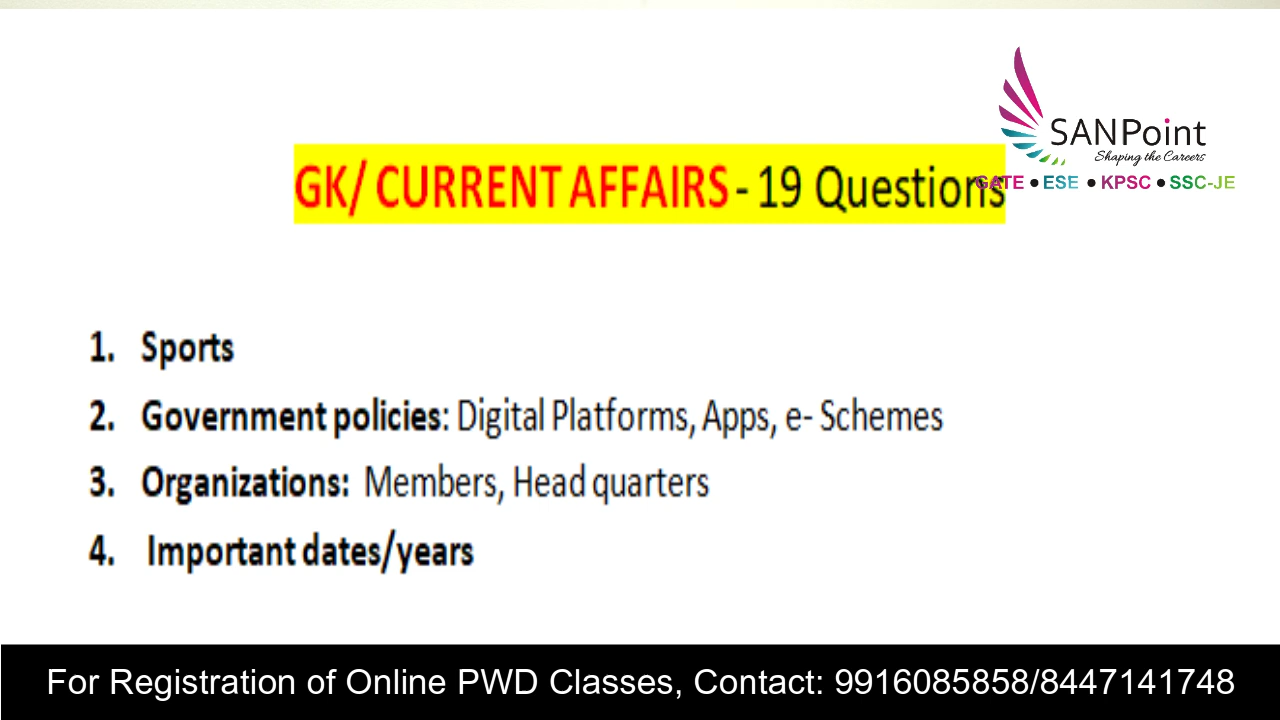 SANPoint
Shaping the Careers
GATE ● ESE ● KPSC ● SSC-JE
GK/ CURRENT AFFAIRS - 19 Questions
1. Sports
2. Government policies: Digital Platforms, Apps, e- Schemes
3. Organizations: Members, Head quarters
4. Important dates/years
For Registration of Online PWD Classes, Contact: 9916085858/8447141748